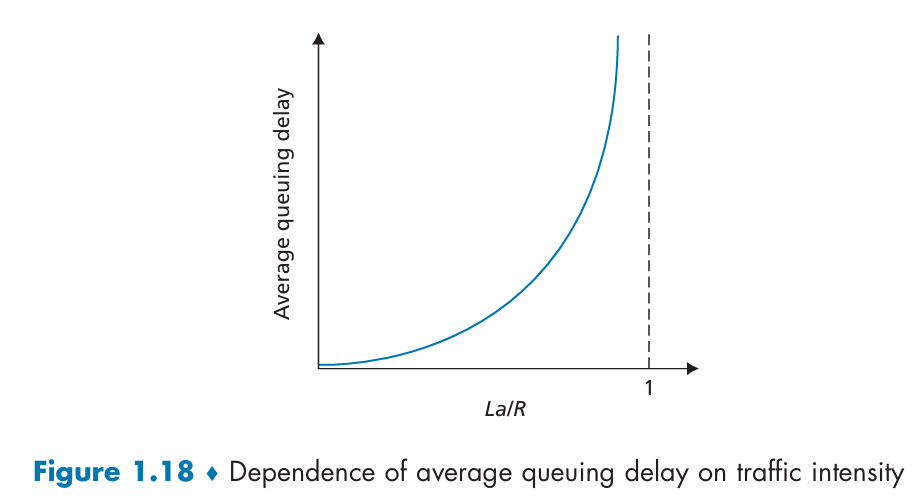 Average queuing delay
1
La/R
Figure 1.18 ♦ Dependence of average queuing delay on traffic intensity